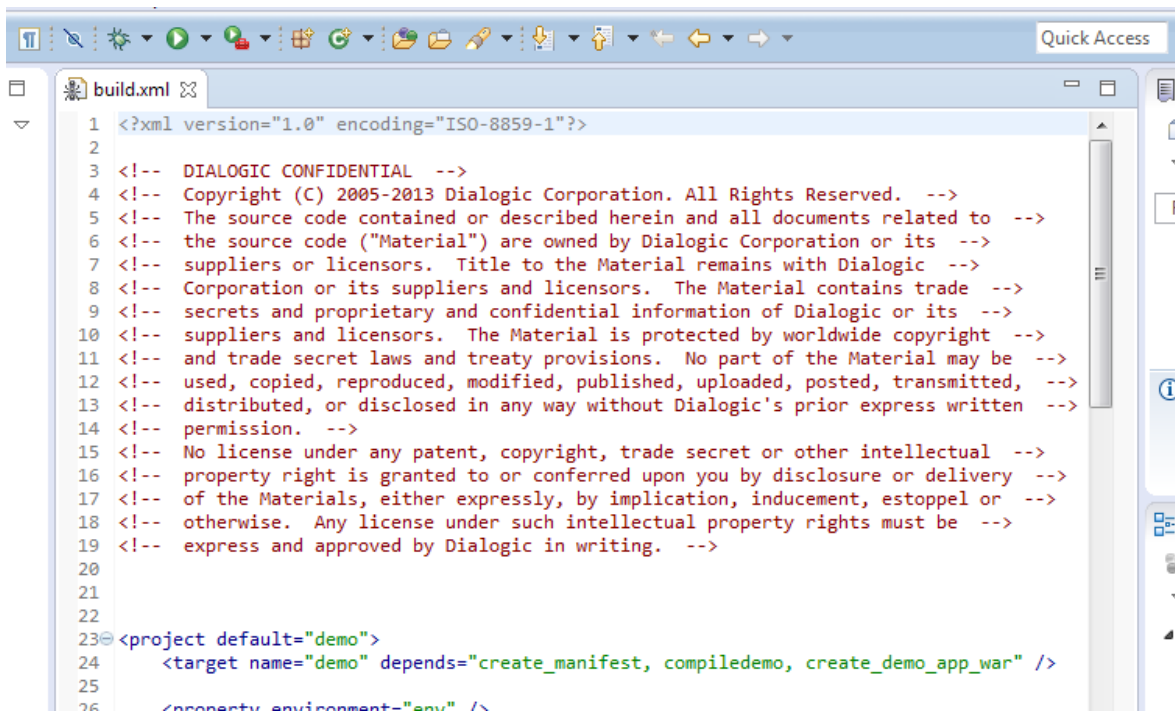 Quick Access
build.xml
1 <?xml version="1.0" encoding="ISO-8859-1"?>
2
3 <!--  DIALOGIC CONFIDENTIAL  -->
4 <!--  Copyright (C) 2005-2013 Dialogic Corporation. All Rights Reserved.  -->
5 <!--  The source code contained or described herein and all documents related to  -->
6 <!--  the source code ("Material") are owned by Dialogic Corporation or its  -->
7 <!--  suppliers or licensors.  Title to the Material remains with Dialogic  -->
8 <!--  Corporation or its suppliers and licensors.  The Material contains trade  -->
9 <!--  secrets and proprietary and confidential information of Dialogic or its  -->
10 <!--  suppliers and licensors.  The Material is protected by worldwide copyright  -->
11 <!--  and trade secret laws and treaty provisions.  No part of the Material may be  -->
12 <!--  used, copied, reproduced, modified, published, uploaded, posted, transmitted,  -->
13 <!--  distributed, or disclosed in any way without Dialogic's prior express written  -->
14 <!--  permission.  -->
15 <!--  No license under any patent, copyright, trade secret or other intellectual  -->
16 <!--  property right is granted to or conferred upon you by disclosure or delivery  -->
17 <!--  of the Materials, either expressly, by implication, inducement, estoppel or  -->
18 <!--  otherwise.  Any license under such intellectual property rights must be  -->
19 <!--  express and approved by Dialogic in writing.  -->
20
21
22
23 <project default="demo">
24     <target name="demo" depends="create_manifest, compiledemo, create_demo_app_war" />
25
26     <property environment="env" />